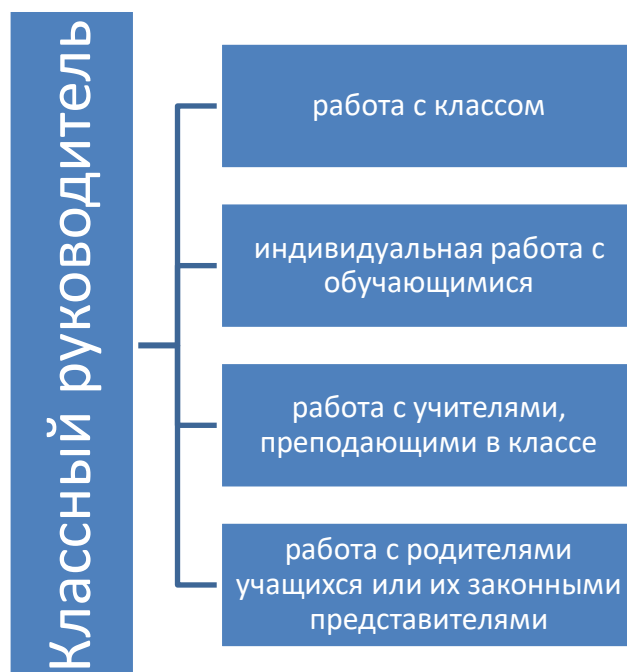 Классный руководитель
работа с классом
индивидуальная работа с
обучающимися
работа с учителями,
преподающими в классе
работа с родителями
учащихся или их законными
представителями